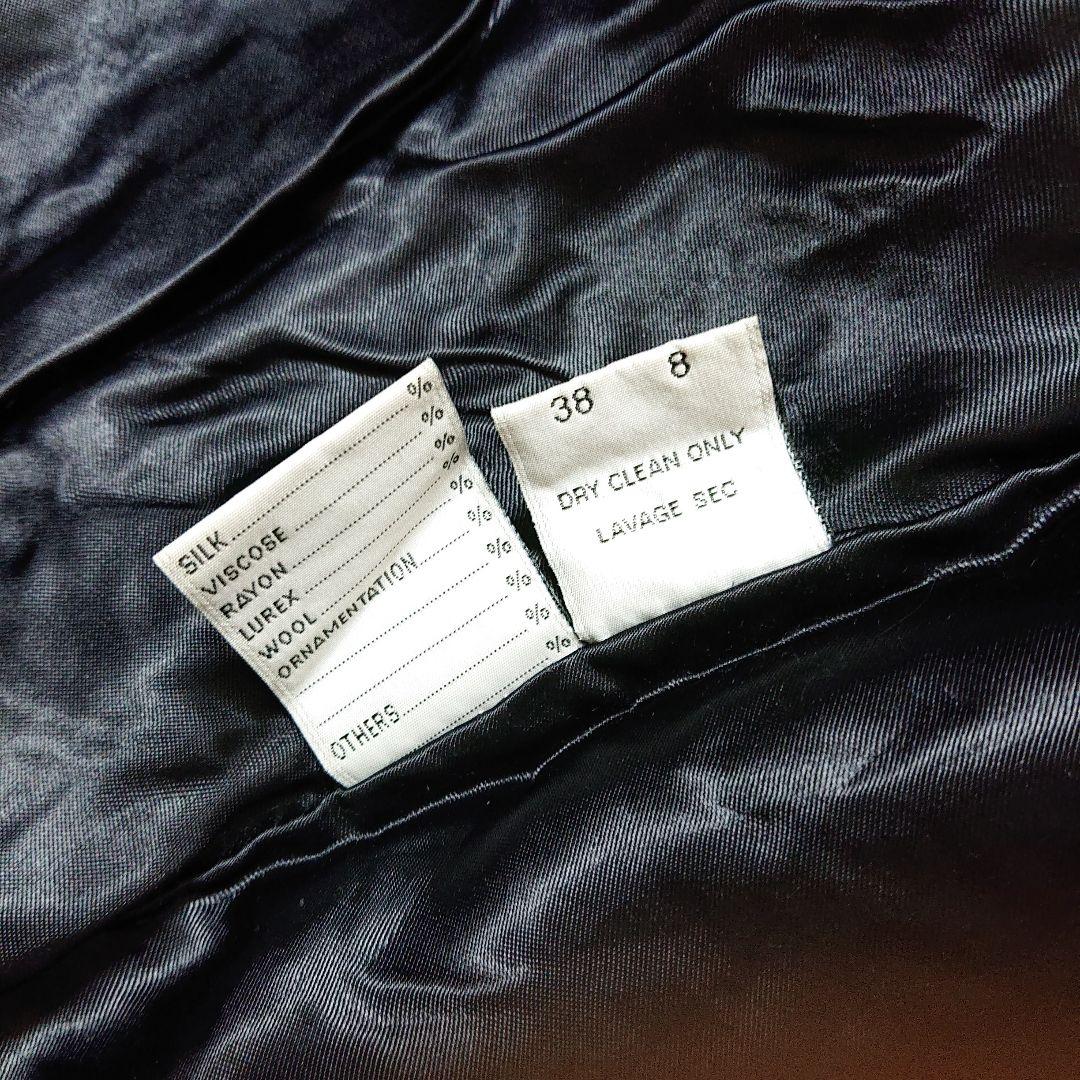 SILK.......................%
VISCOSE.......................%
RAYON.......................%
LUREX.......................%
WOOL.......................%
ORNAMENTATION %
.......................%
.......................%
.......................%
OTHERS.......................%
38 8
DRY CLEAN ONLY
LAVAGE SEC